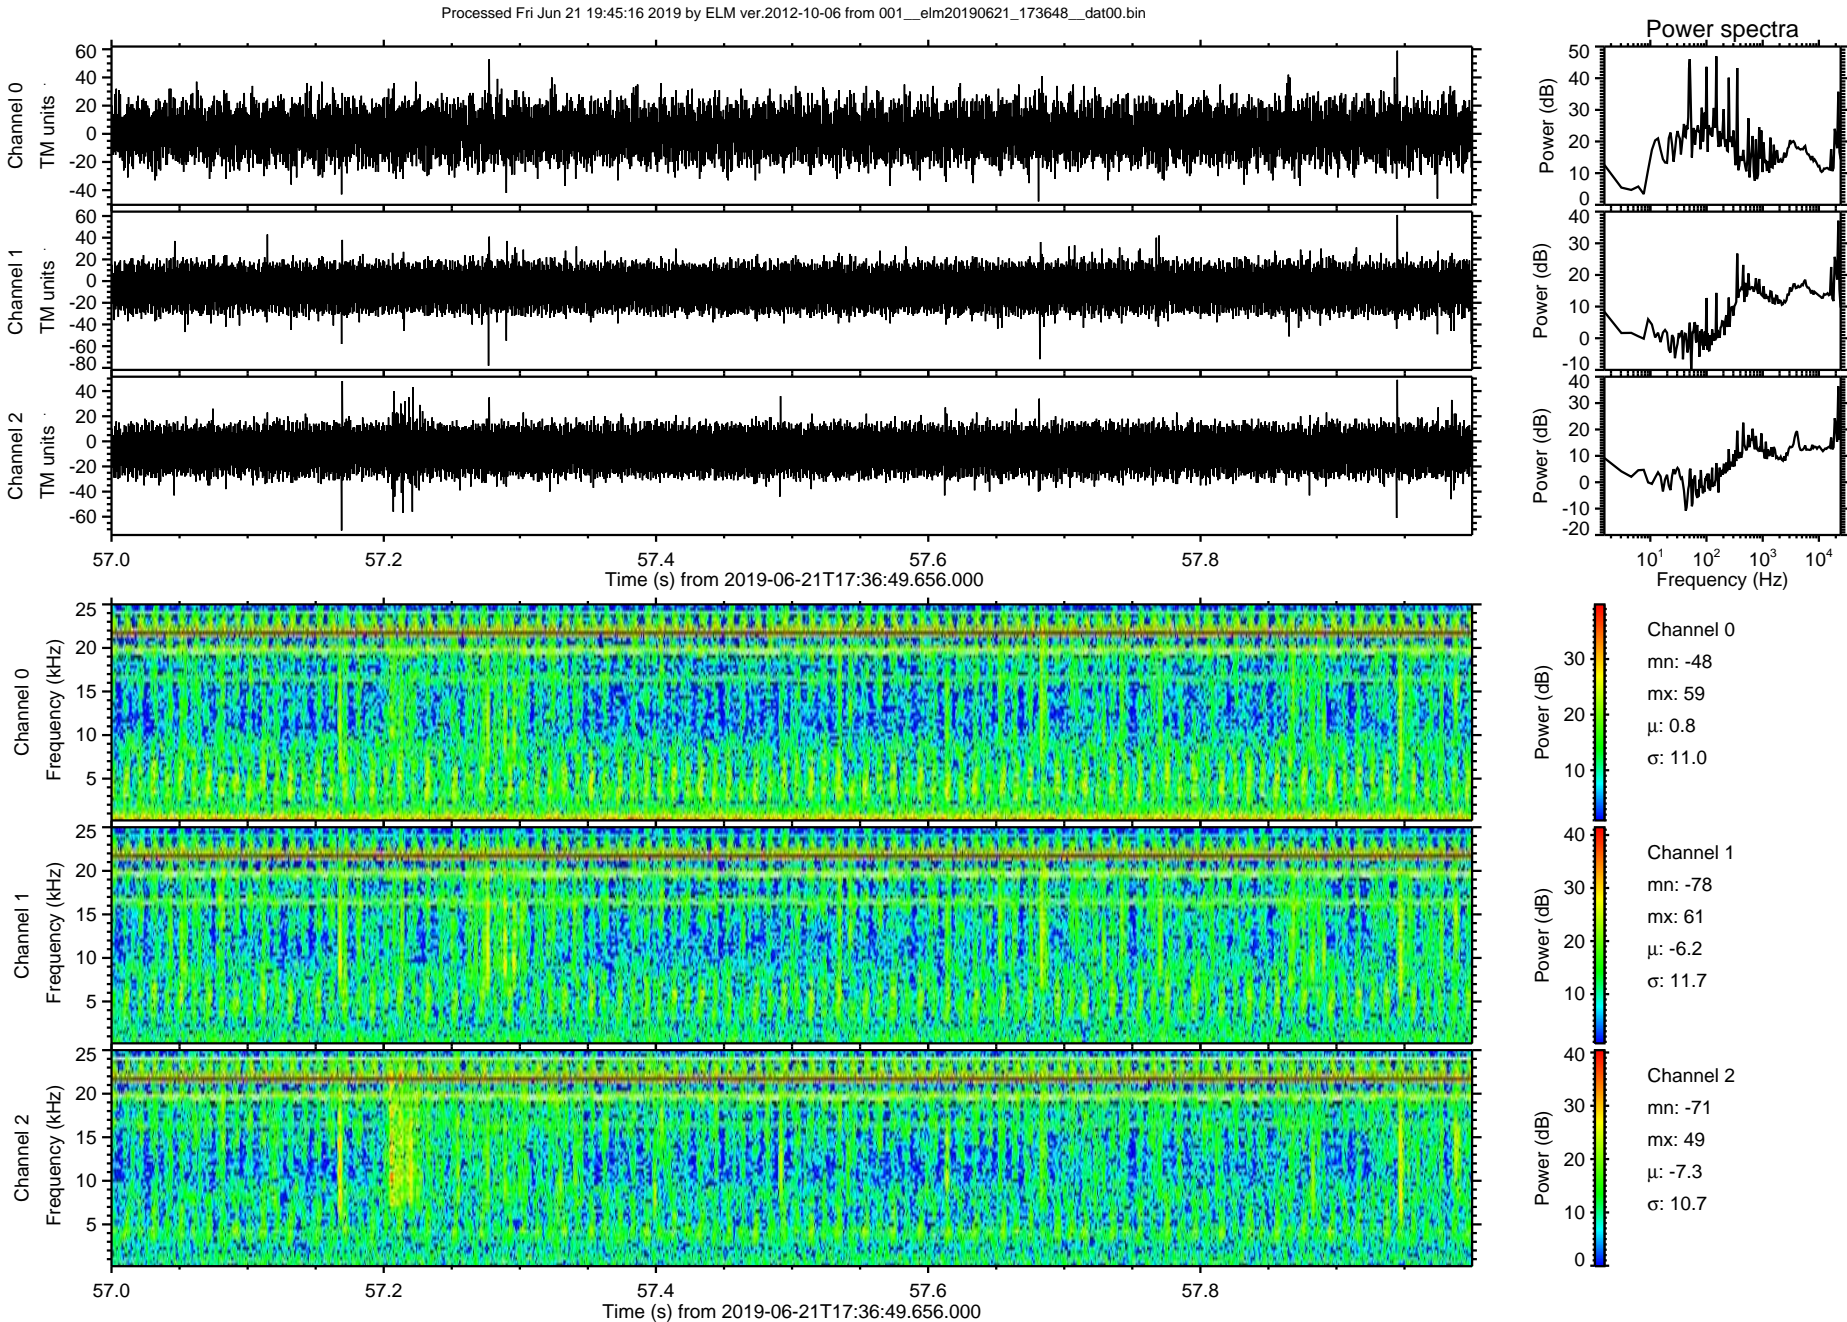 Processed Fri Jun 21 19:45:16 2019 by ELM ver.2012-10-06 from 001__elm20190621_173648__dat00.bin
Power spectra
Channel 0
TM units
60
40
20
0
-20
-40
Power (dB)
50
40
30
20
10
0
Channel 1
TM units
60
40
20
0
-20
-40
-60
-80
Power (dB)
40
30
20
10
0
-10
Channel 2
TM units
40
20
0
-20
-40
-60
Power (dB)
40
30
20
10
0
-10
-20
57.0 57.2 57.4 57.6 57.8
Time (s) from 2019-06-21T17:36:49.656.000
10^1 10^2 10^3 10^4
Frequency (Hz)
Channel 0
Frequency (kHz)
25
20
15
10
5
Power (dB)
30
20
10
Channel 0
mn: -48
mx: 59
μ: 0.8
σ: 11.0
Channel 1
Frequency (kHz)
25
20
15
10
5
Power (dB)
40
30
20
10
Channel 1
mn: -78
mx: 61
μ: -6.2
σ: 11.7
Channel 2
Frequency (kHz)
25
20
15
10
5
Power (dB)
40
30
20
10
0
Channel 2
mn: -71
mx: 49
μ: -7.3
σ: 10.7
57.0 57.2 57.4 57.6 57.8
Time (s) from 2019-06-21T17:36:49.656.000